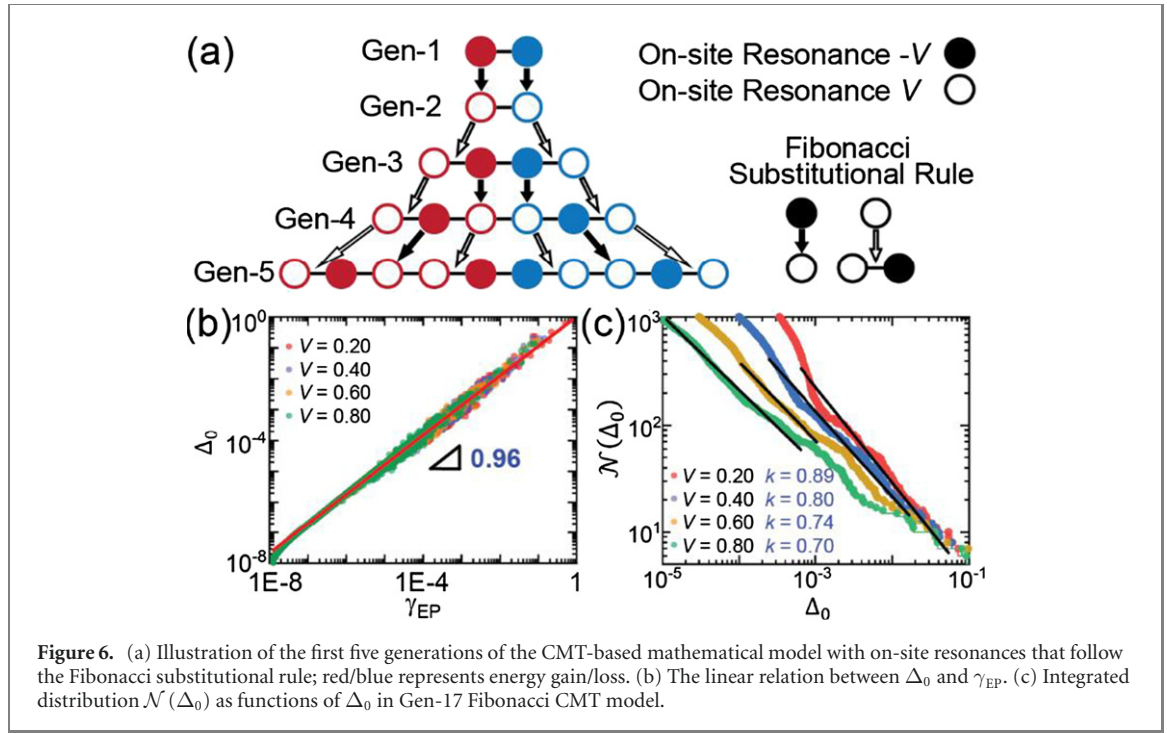 (a)
Gen-1
Gen-2
Gen-3
Gen-4
Gen-5
On-site Resonance -V
On-site Resonance V
Fibonacci
Substitutional Rule
(b)
10⁰
10⁻⁴
10⁻⁸
Δ₀
V = 0.20
V = 0.40
V = 0.60
V = 0.80
0.96
1E-8
1E-4
1
γEP
(c)
10³
10²
10¹
𝒩(Δ₀)
V = 0.20 k = 0.89
V = 0.40 k = 0.80
V = 0.60 k = 0.74
V = 0.80 k = 0.70
10⁻⁵
10⁻³
10⁻¹
Δ₀
Figure 6. (a) Illustration of the first five generations of the CMT-based mathematical model with on-site resonances that follow
the Fibonacci substitutional rule; red/blue represents energy gain/loss. (b) The linear relation between Δ₀ and γEP. (c) Integrated
distribution 𝒩 (Δ₀) as functions of Δ₀ in Gen-17 Fibonacci CMT model.